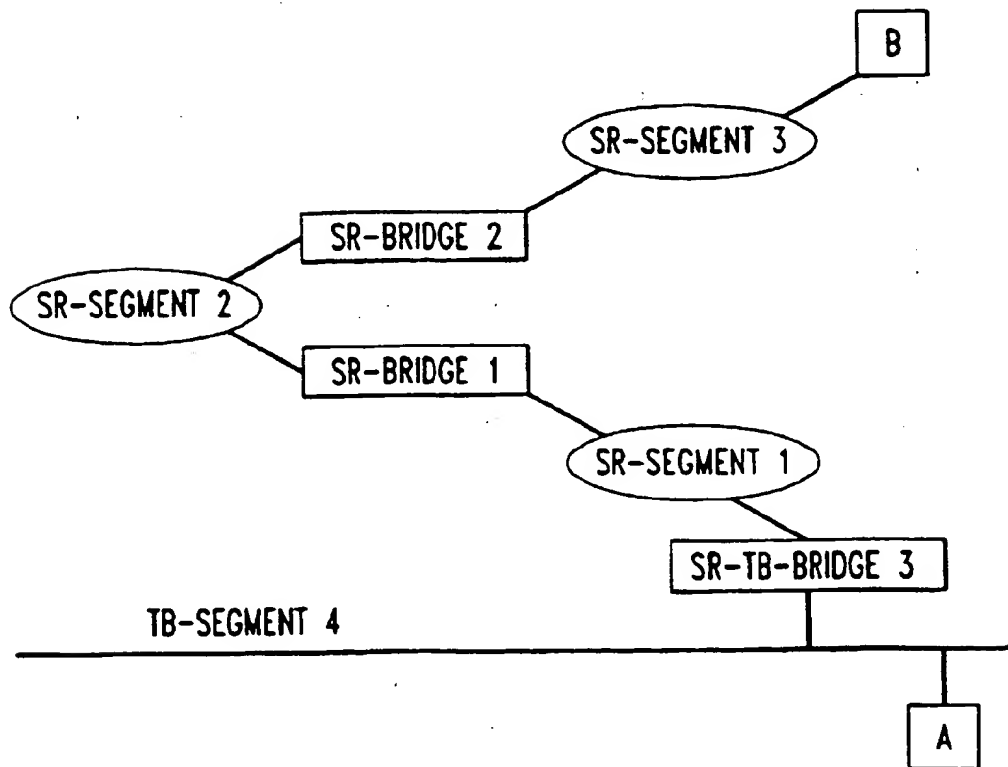 B
SR-SEGMENT 3
SR-BRIDGE 2
SR-SEGMENT 2
SR-BRIDGE 1
SR-SEGMENT 1
SR-TB-BRIDGE 3
TB-SEGMENT 4
A